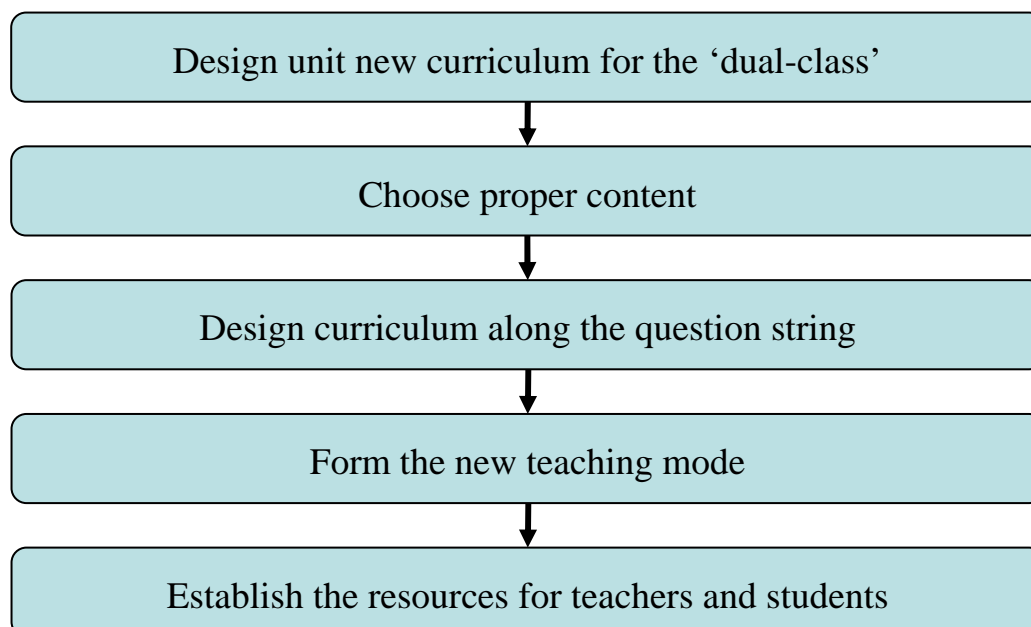 Design unit new curriculum for the ‘dual-class’
Choose proper content
Design curriculum along the question string
Form the new teaching mode
Establish the resources for teachers and students